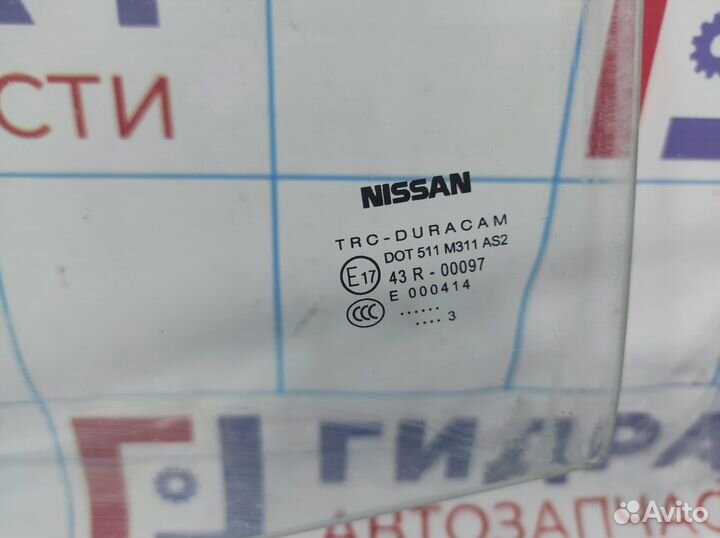 СТИ
NISSAN
TRC-DURACAM
DOT 511 M311 AS2
E17 43 R - 00097
E 000414
CCC ......
.... 3
ГИДРА
АВТОЗАПЧАС
Avito